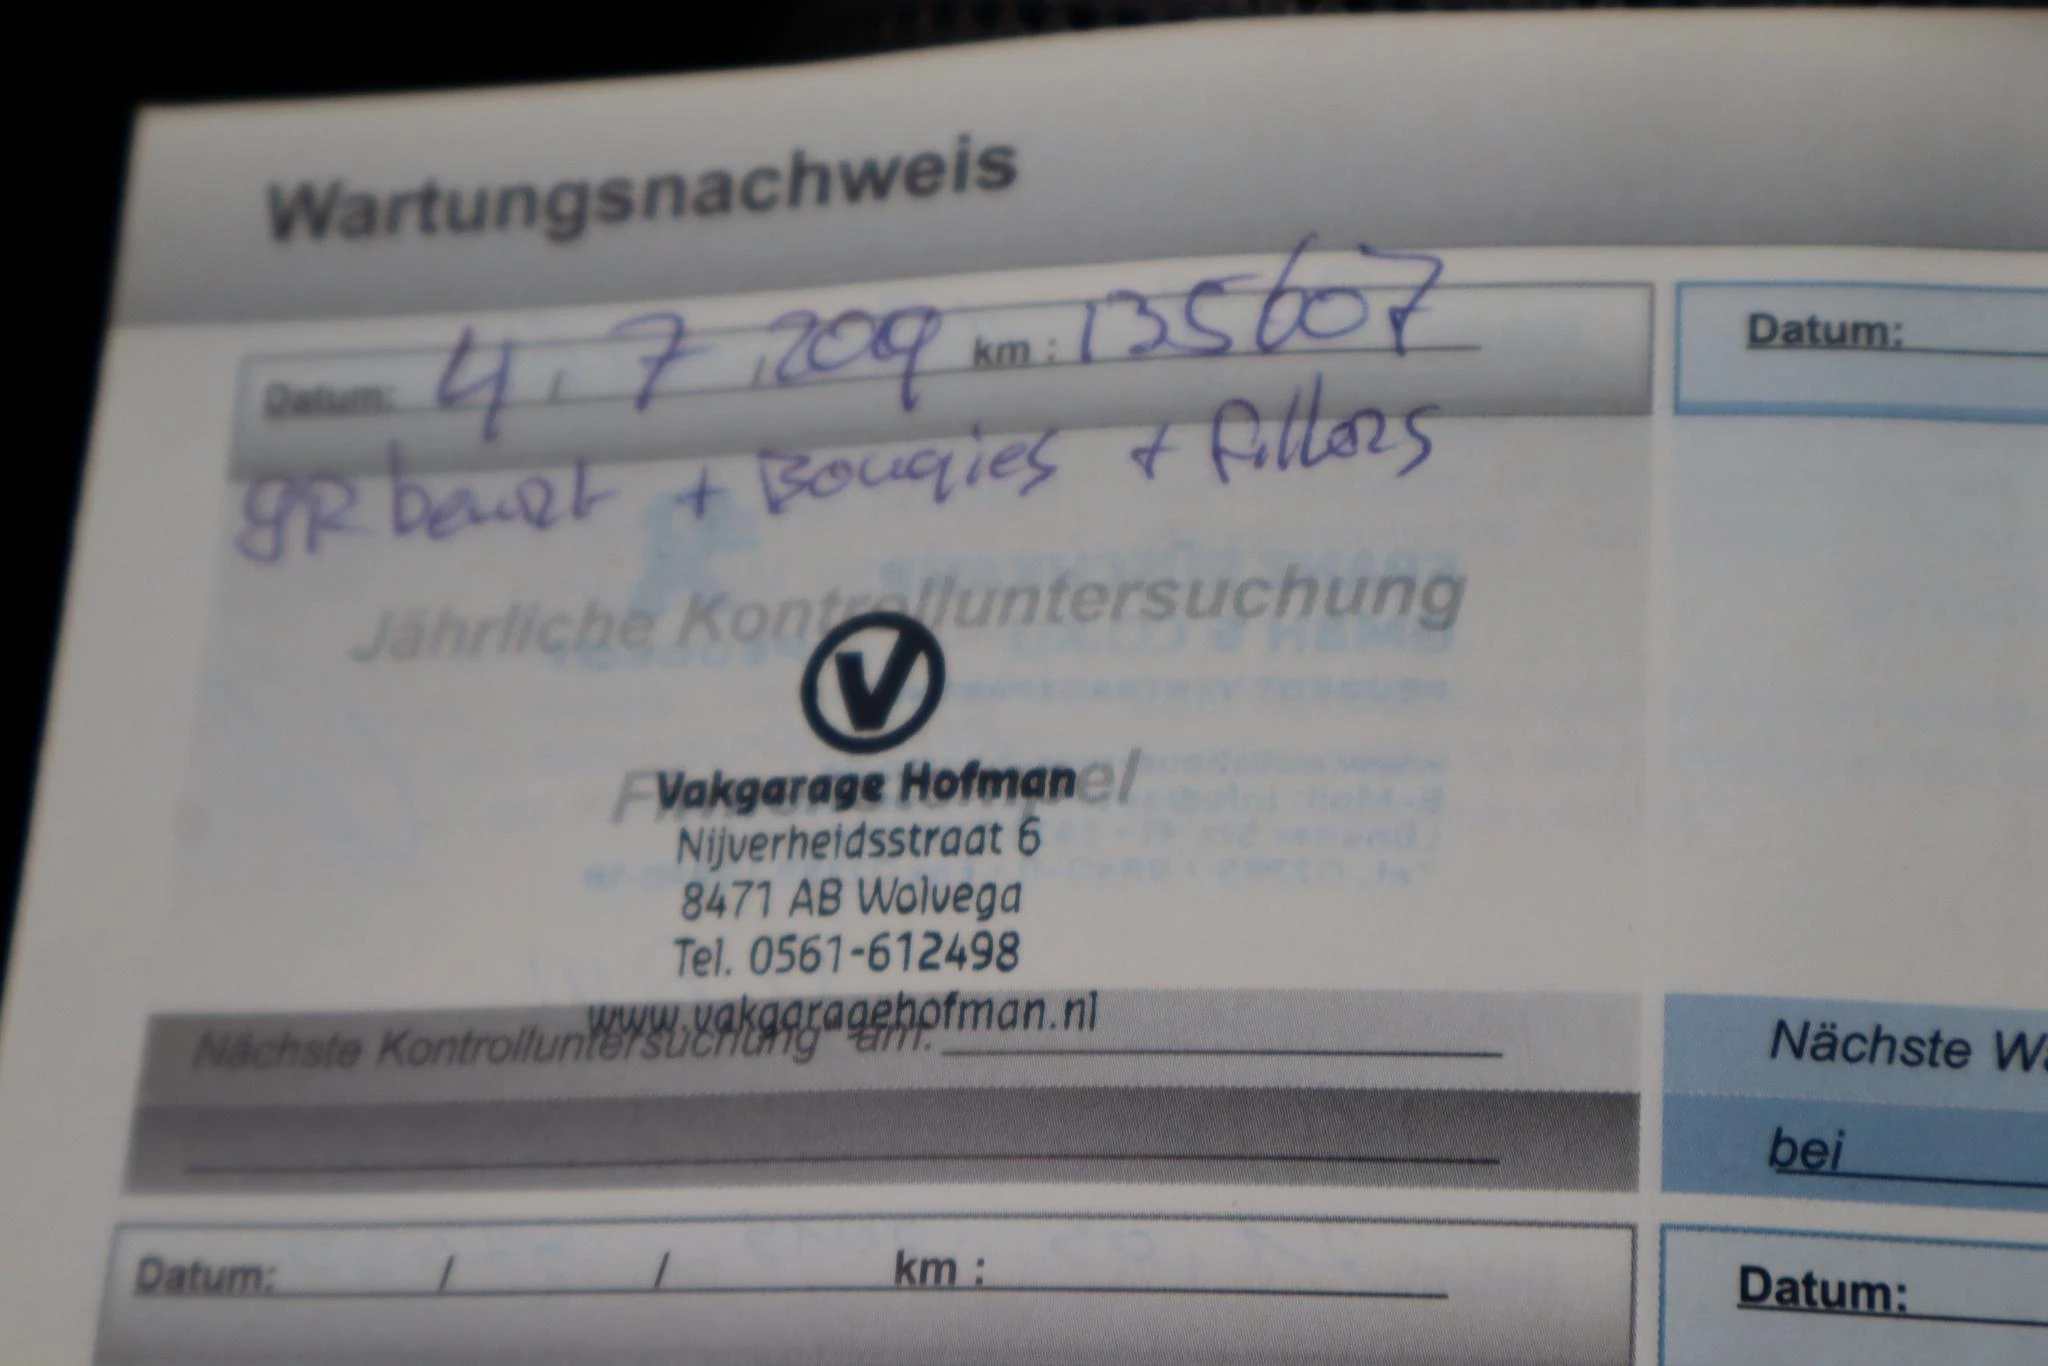 Wartungsnachweis
Datum: 4 / 7 / 2019 km : 135607
Datum:
gR beurt + Bougies + filters
Jährliche Kontrolluntersuchung
Vakgarage Hofman
Nijverheidsstraat 6
8471 AB Wolvega
Tel. 0561-612498
www.vakgaragehofman.nl
Nächste Kontrolluntersuchung am:
Nächste
bei
Datum: / / km :
Datum: